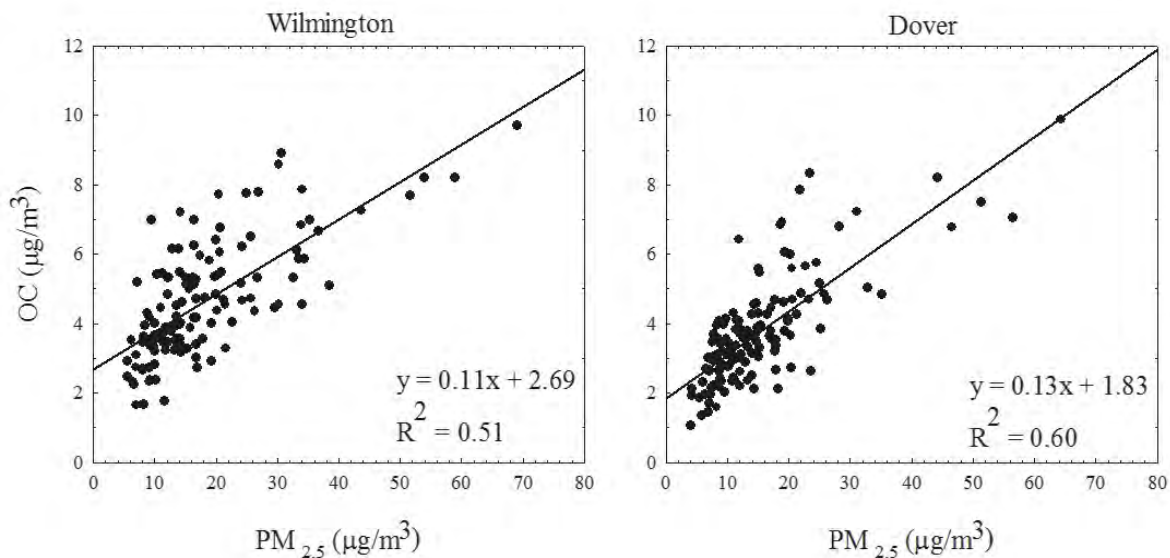 Wilmington
Dover
12
10
8
6
4
2
0
OC (μg/m³)
y = 0.11x + 2.69
R² = 0.51
0 10 20 30 40 50 60 70 80
PM 2.5 (μg/m³)
12
10
8
6
4
2
0
y = 0.13x + 1.83
R² = 0.60
0 10 20 30 40 50 60 70 80
PM 2.5 (μg/m³)